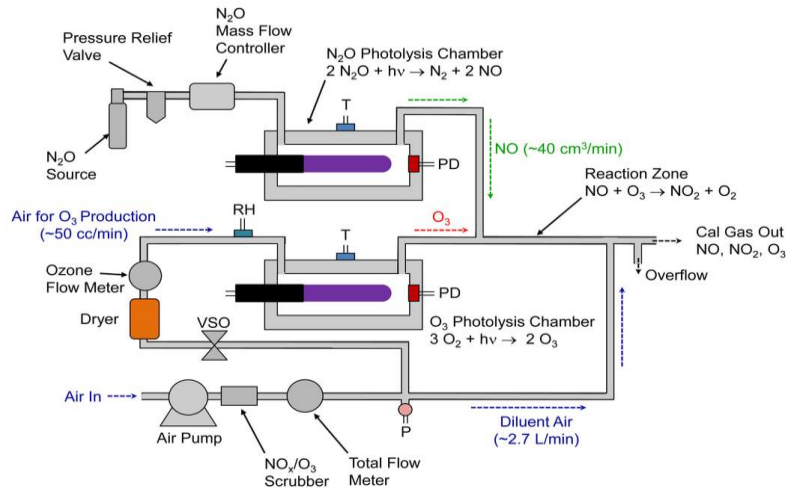 N₂O
Mass Flow
Controller
Pressure Relief
Valve
N₂O Photolysis Chamber
2 N₂O + hν → N₂ + 2 NO
T
N₂O
Source
PD
NO (~40 cm³/min)
Reaction Zone
NO + O₃ → NO₂ + O₂
Air for O₃ Production
(~50 cc/min)
RH
T
O₃
Cal Gas Out
NO, NO₂, O₃
Overflow
Ozone
Flow Meter
PD
Dryer
VSO
O₃ Photolysis Chamber
3 O₂ + hν → 2 O₃
Air In
Air Pump
P
Diluent Air
(~2.7 L/min)
NOₓ/O₃
Scrubber
Total Flow
Meter